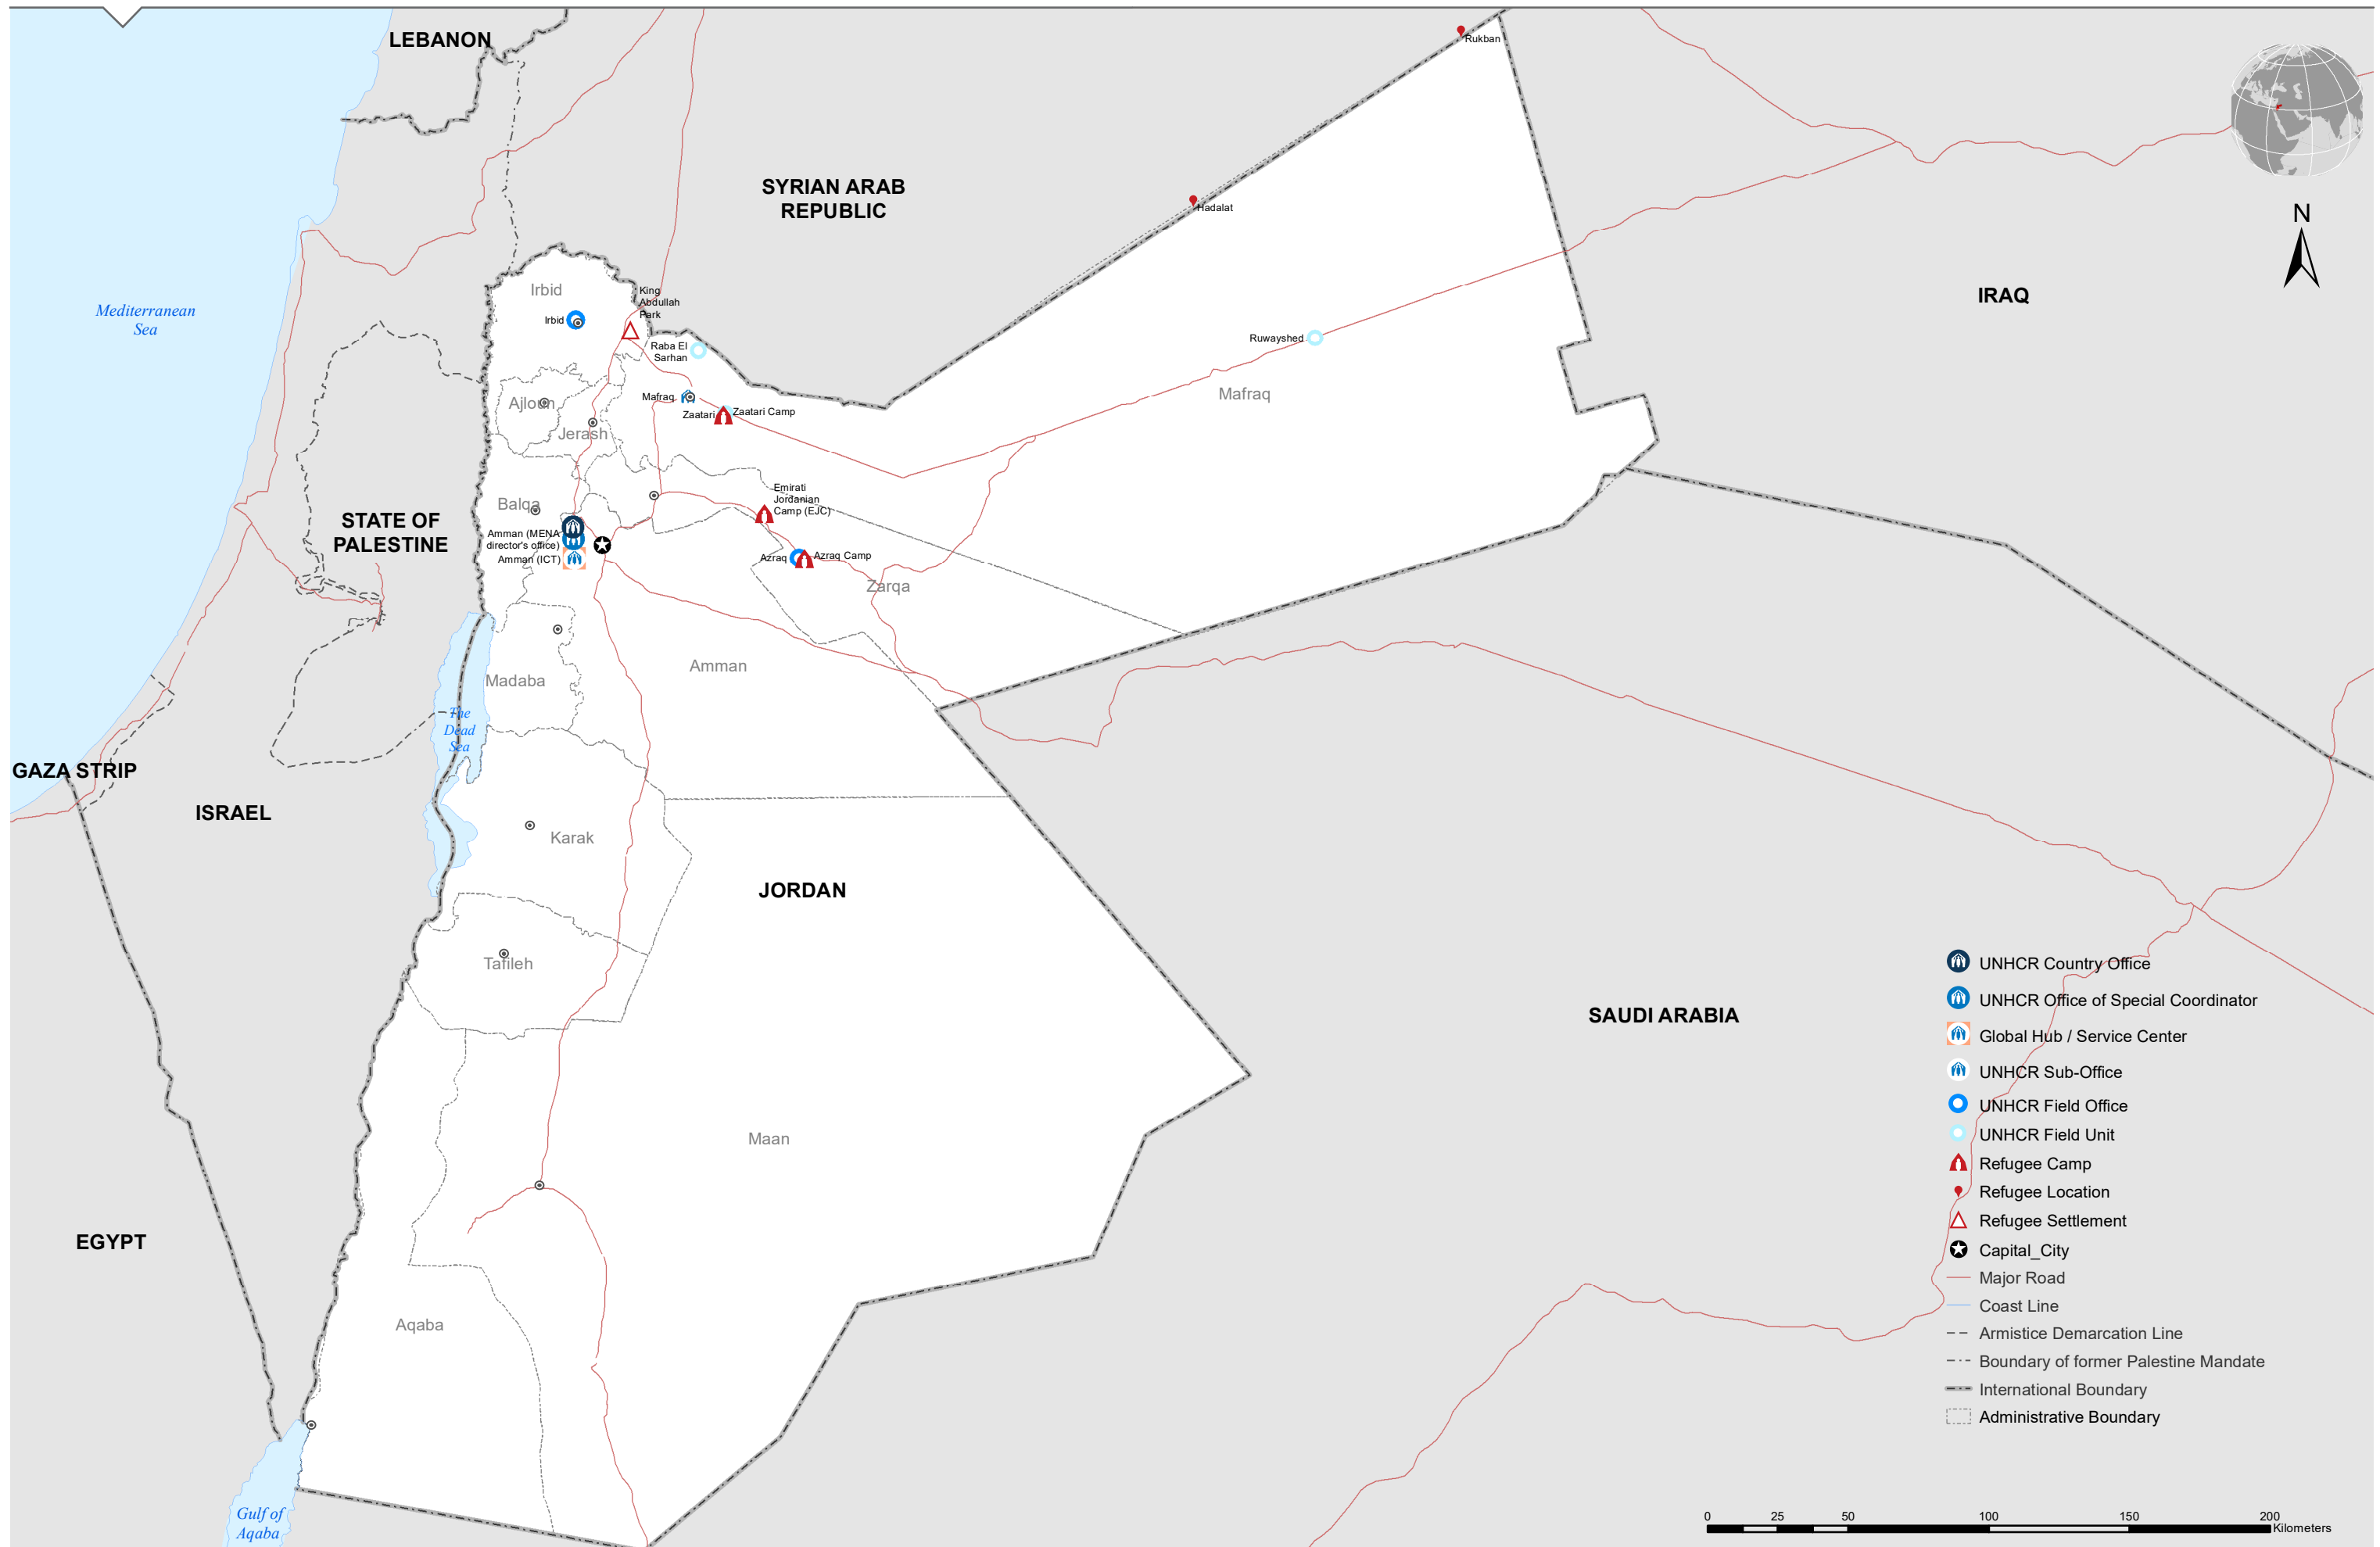 LEBANON
Rukban
SYRIAN ARAB
REPUBLIC
Hadalat
N
IRAQ
Mediterranean
Sea
Irbid
King
Abdullah
Park
Irbid
Raba El
Sarhan
Ruwayshed
Mafraq
Mafraq
Ajloun
Zaatari
Zaatari Camp
Jerash
Emirati
Jordanian
Camp (EJC)
Balqa
STATE OF
PALESTINE
Amman (MENA
director's office)
Amman (ICT)
Azraq
Azraq Camp
Zarqa
Amman
Madaba
The
Dead
Sea
GAZA STRIP
ISRAEL
Karak
JORDAN
Tafileh
SAUDI ARABIA
Maan
EGYPT
Aqaba
Gulf of
Aqaba
UNHCR Country Office
UNHCR Office of Special Coordinator
Global Hub / Service Center
UNHCR Sub-Office
UNHCR Field Office
UNHCR Field Unit
Refugee Camp
Refugee Location
Refugee Settlement
Capital_City
Major Road
Coast Line
Armistice Demarcation Line
Boundary of former Palestine Mandate
International Boundary
Administrative Boundary
0 25 50 100 150 200
Kilometers